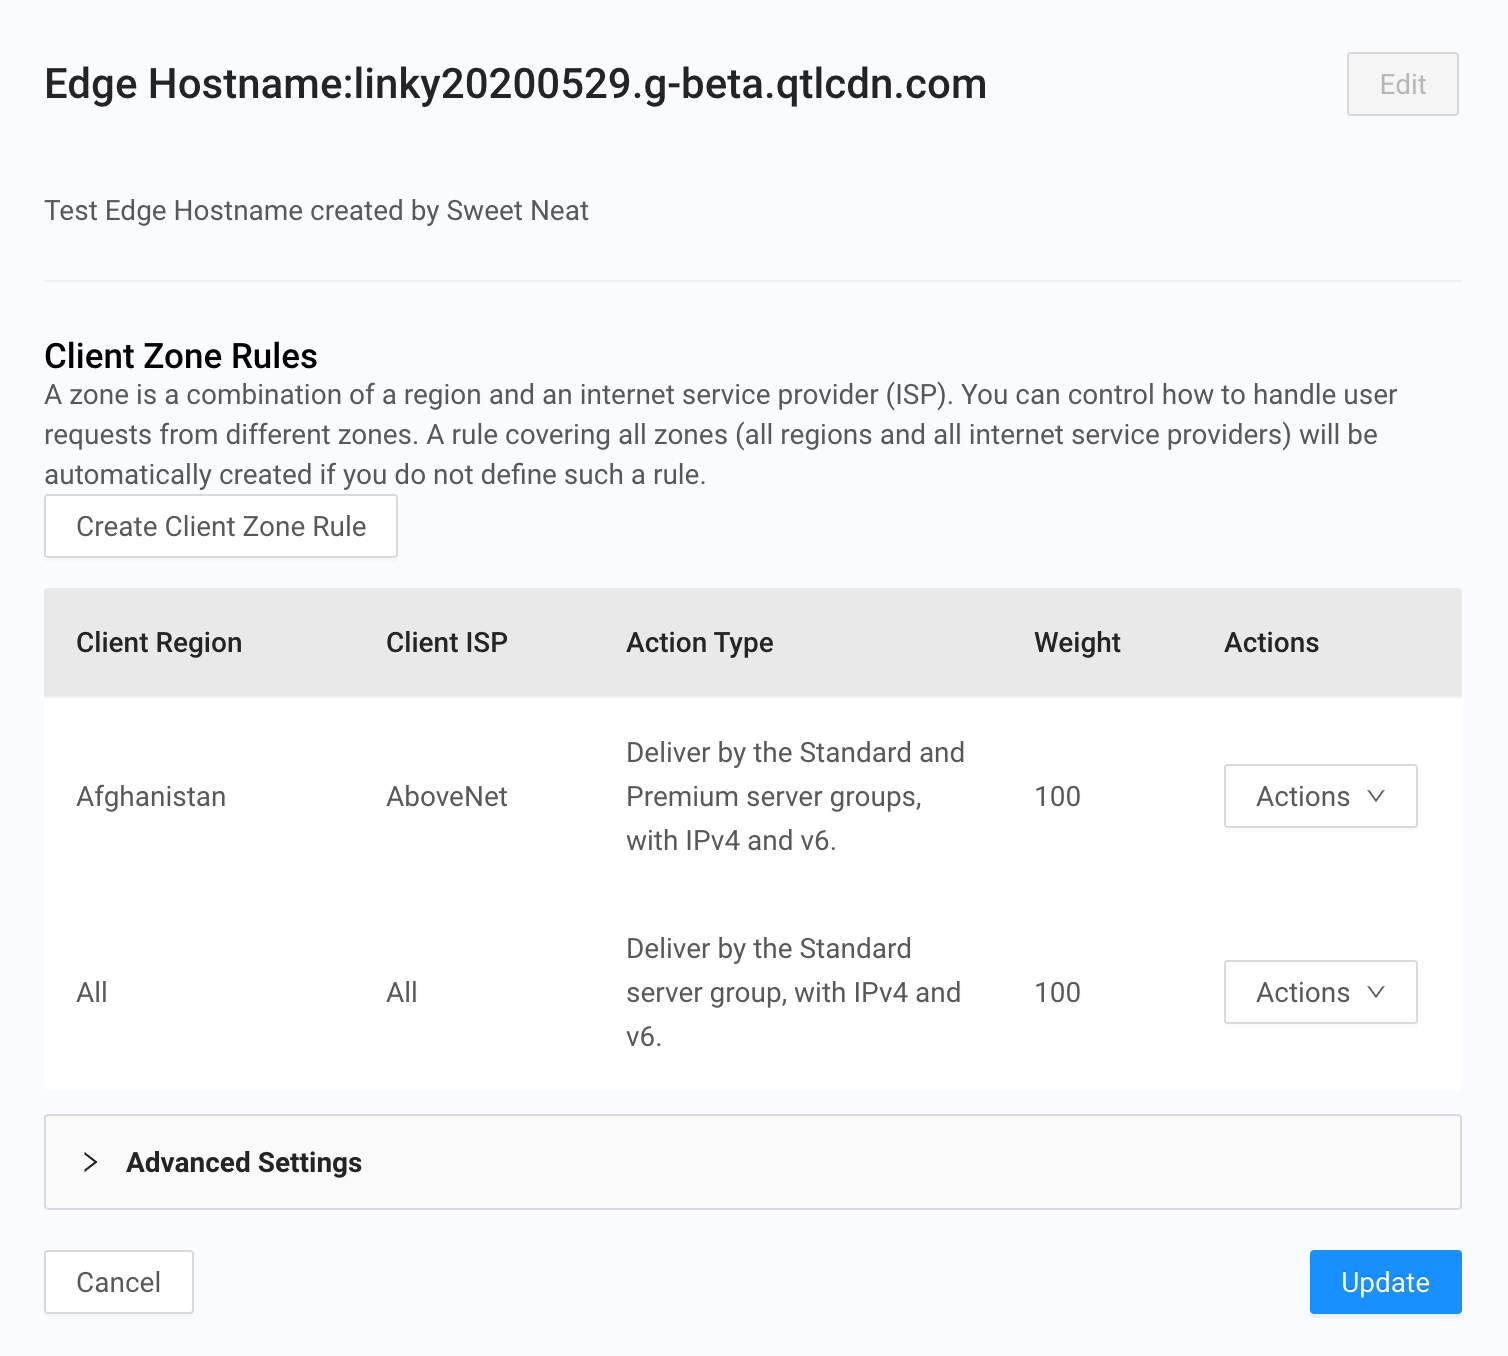 Edge Hostname:linky20200529.g-beta.qtlcdn.com
Edit
Test Edge Hostname created by Sweet Neat
Client Zone Rules
A zone is a combination of a region and an internet service provider (ISP). You can control how to handle user
requests from different zones. A rule covering all zones (all regions and all internet service providers) will be
automatically created if you do not define such a rule.
Create Client Zone Rule
Client Region Client ISP Action Type Weight Actions
Deliver by the Standard and
Afghanistan AboveNet Premium server groups, 100 Actions
with IPv4 and v6.
Deliver by the Standard
All All server group, with IPv4 and 100 Actions
v6.
Advanced Settings
Cancel Update